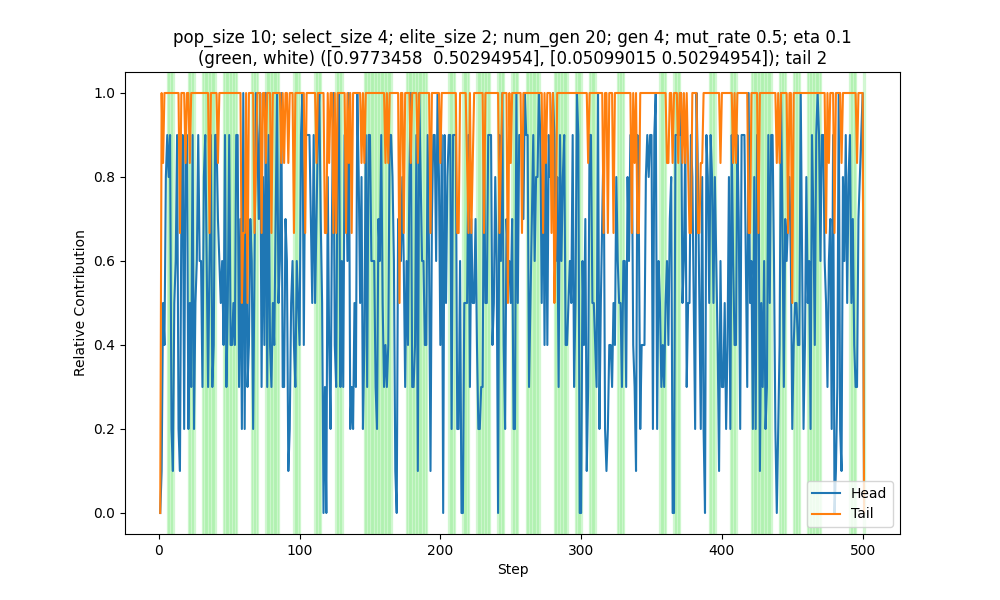 pop_size 10; select_size 4; elite_size 2; num_gen 20; gen 4; mut_rate 0.5; eta 0.1
(green, white) ([0.9773458  0.50294954], [0.05099015 0.50294954]); tail 2
1.0
0.8
0.6
0.4
0.2
0.0
Relative Contribution
Head
Tail
0
100
200
300
400
500
Step